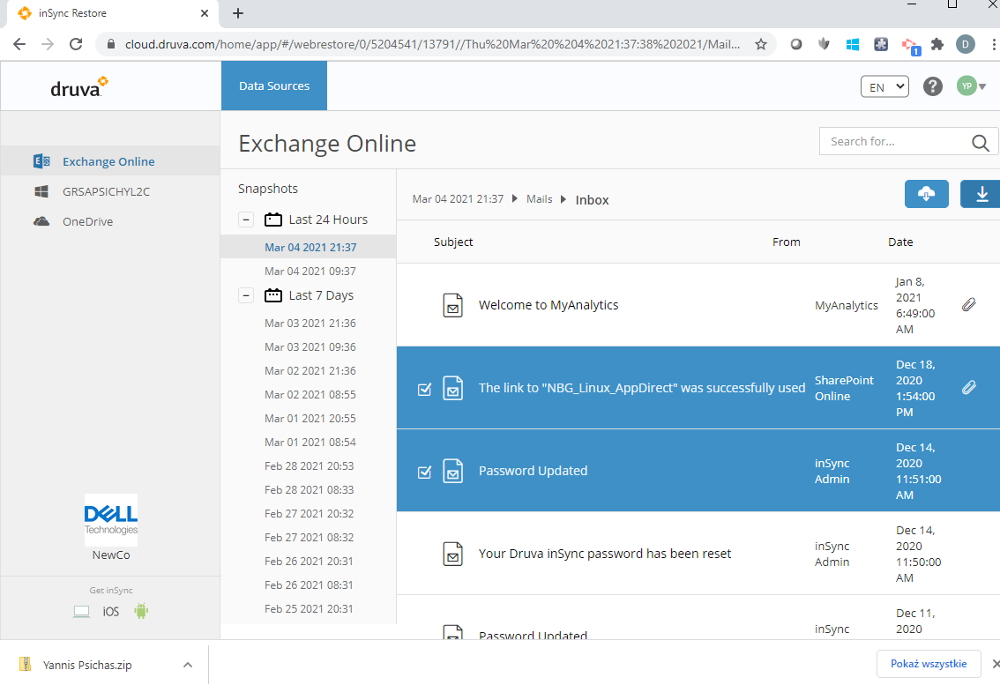 inSync Restore
cloud.druva.com/home/app/#/webrestore/0/5204541/13791//Thu%20Mar%20%204%2021:37:38%202021/Mail...
1
D
druva
Data Sources
EN
?
YP
Exchange Online
GRSAPSICHYL2C
OneDrive
DELL
Technologies
NewCo
Get inSync
iOS
Exchange Online
Search for...
Snapshots
Last 24 Hours
Mar 04 2021 21:37
Mar 04 2021 09:37
Last 7 Days
Mar 03 2021 21:36
Mar 03 2021 09:36
Mar 02 2021 21:36
Mar 02 2021 08:55
Mar 01 2021 20:55
Mar 01 2021 08:54
Feb 28 2021 20:53
Feb 28 2021 08:33
Feb 27 2021 20:32
Feb 27 2021 08:32
Feb 26 2021 20:31
Feb 26 2021 08:31
Feb 25 2021 20:31
Mar 04 2021 21:37 Mails Inbox
Subject From Date
Welcome to MyAnalytics
MyAnalytics
Jan 8,
2021
6:49:00
AM
The link to "NBG_Linux_AppDirect" was successfully used
SharePoint
Online
Dec 18,
2020
1:54:00
PM
Password Updated
inSync
Admin
Dec 14,
2020
11:51:00
AM
Your Druva inSync password has been reset
inSync
Admin
Dec 14,
2020
11:50:00
AM
Password Updated
inSync
Dec 11,
2020
Yannis Psichas.zip
Pokaż wszystkie